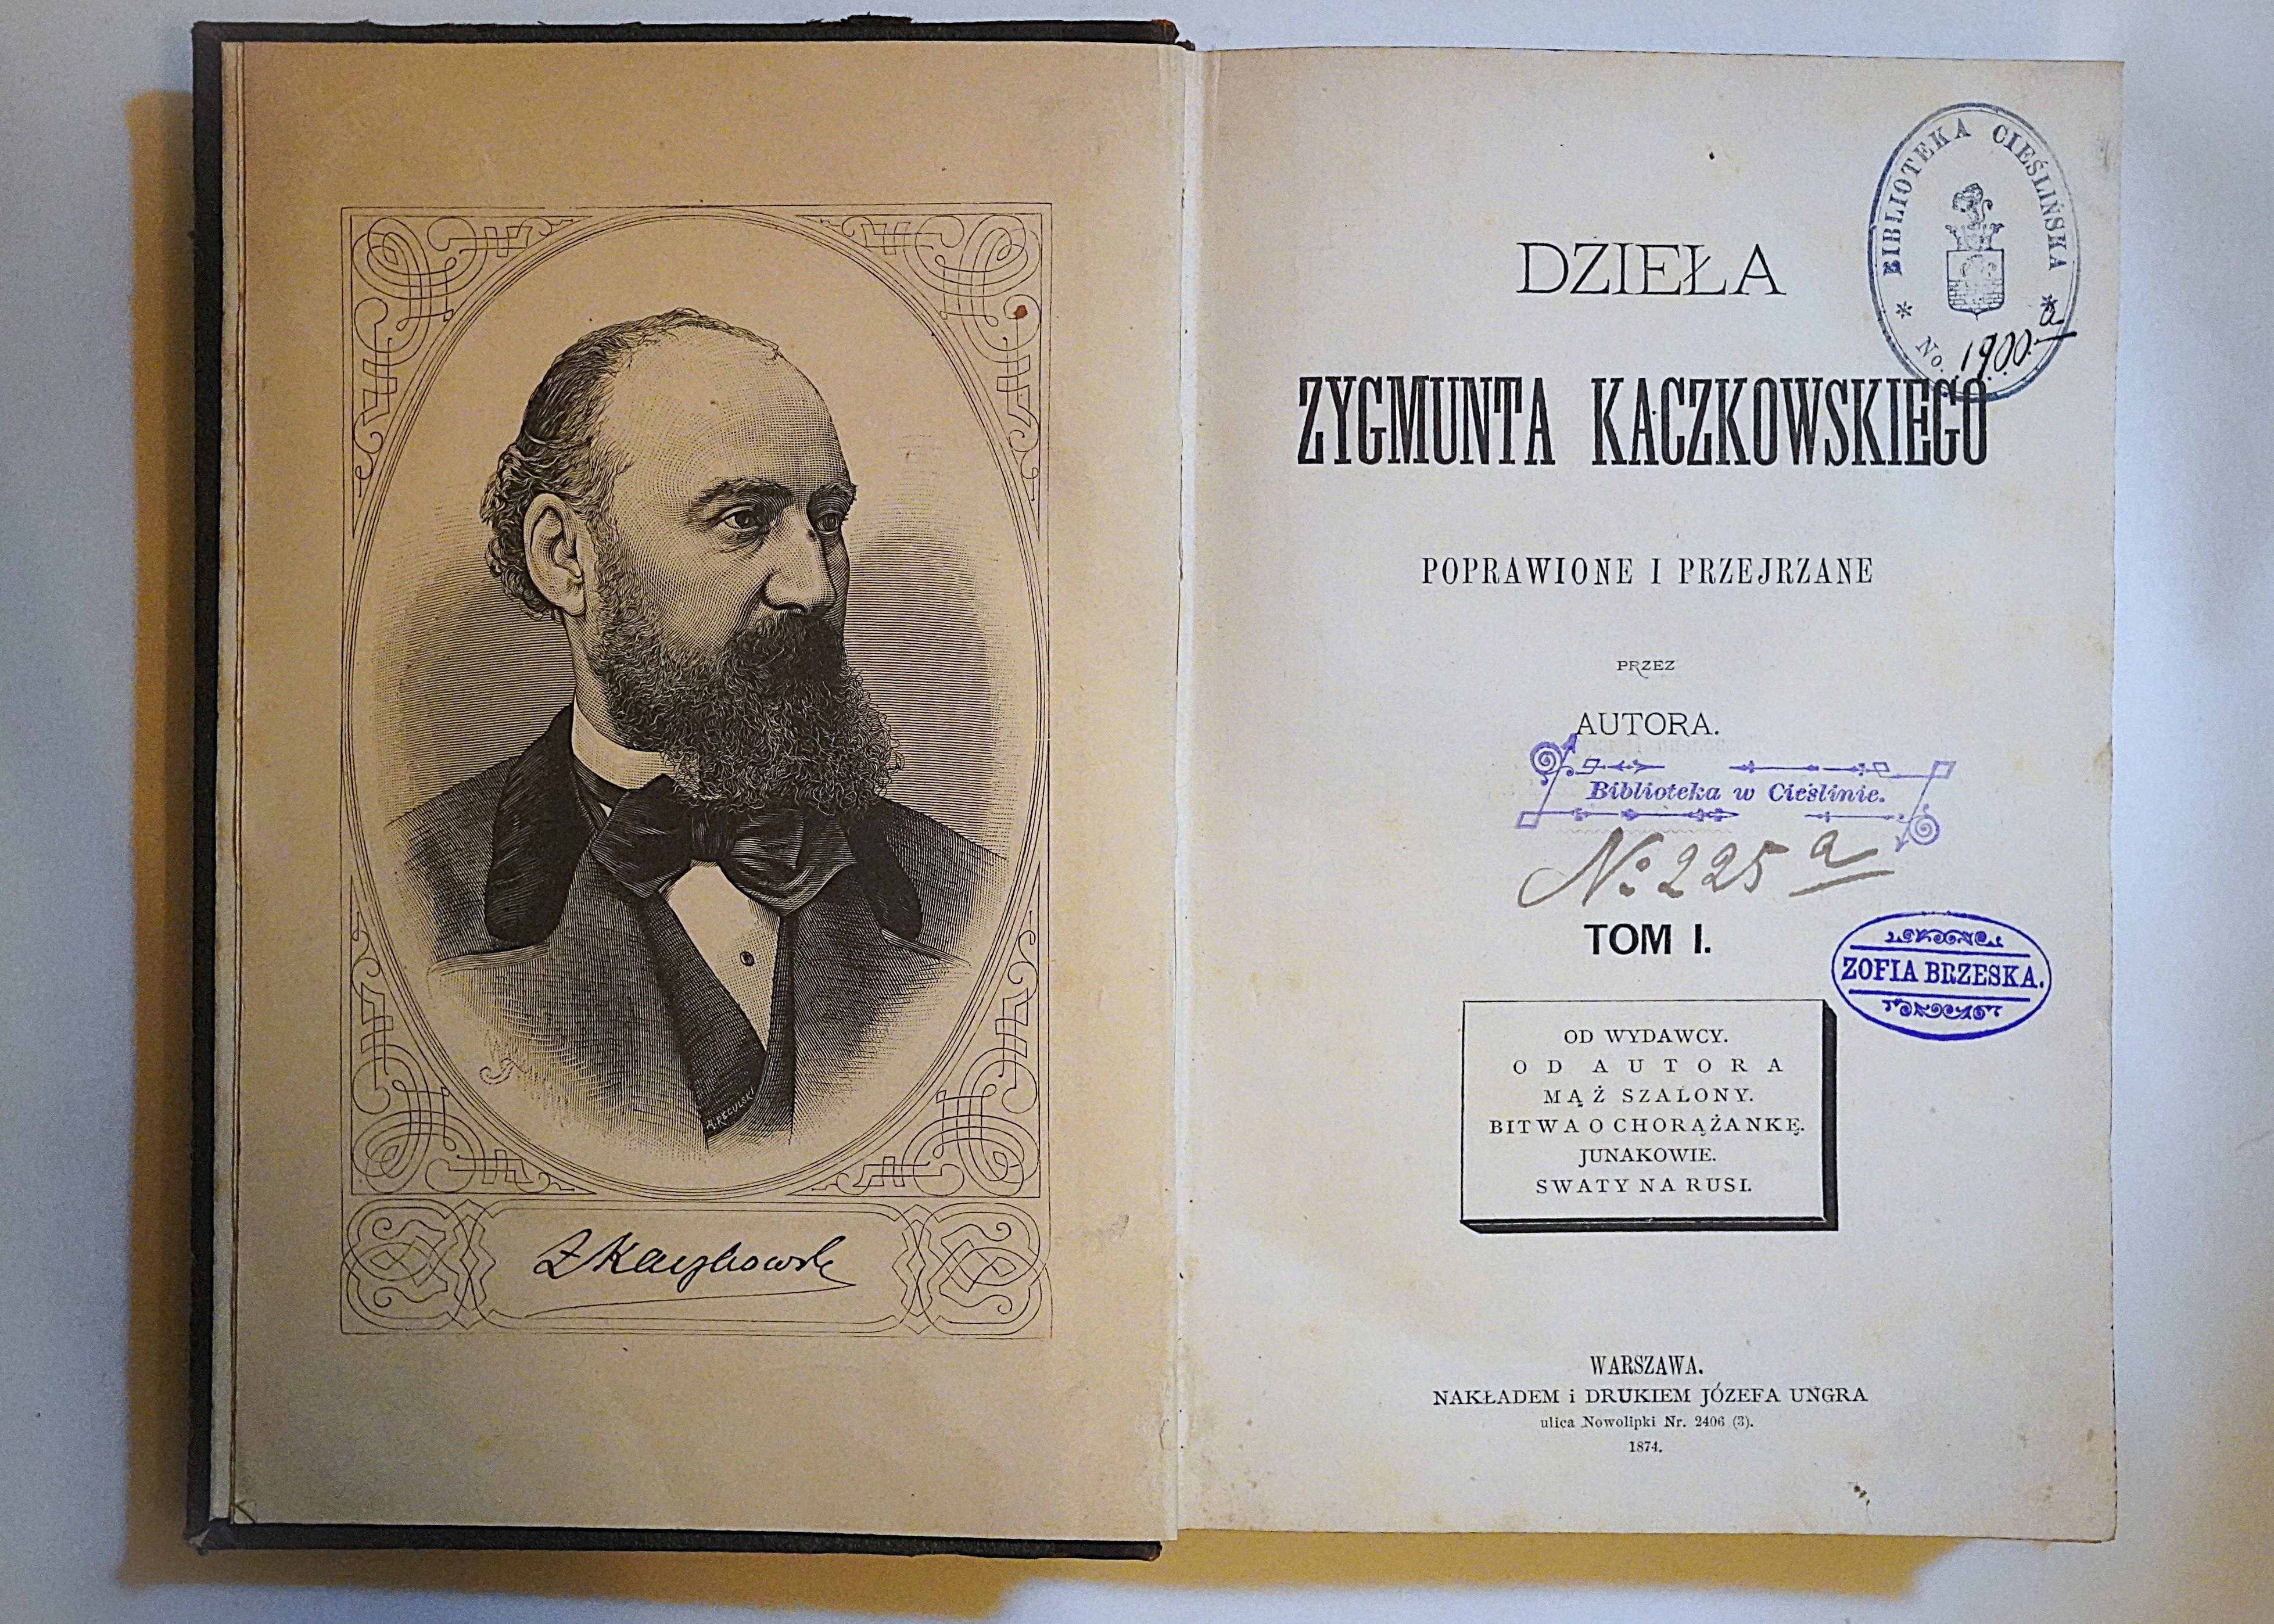 A. REGULSKI
Z Kaczkowski
DZIEŁA
BIBLIOTEKA CIEŚLIŃSKA
No. 1900. a
ZYGMUNTA KACZKOWSKIEGO
POPRAWIONE I PRZEJRZANE
PRZEZ
AUTORA.
Biblioteka w Cieślinie.
No 225 a
TOM I.
ZOFIA BRZESKA.
OD WYDAWCY.
OD AUTORA
MĄŻ SZALONY.
BITWA O CHORĄŻANKĘ.
JUNAKOWIE.
SWATY NA RUSI.
WARSZAWA.
NAKŁADEM i DRUKIEM JÓZEFA UNGRA
ulica Nowolipki Nr. 2406 (3).
1874.